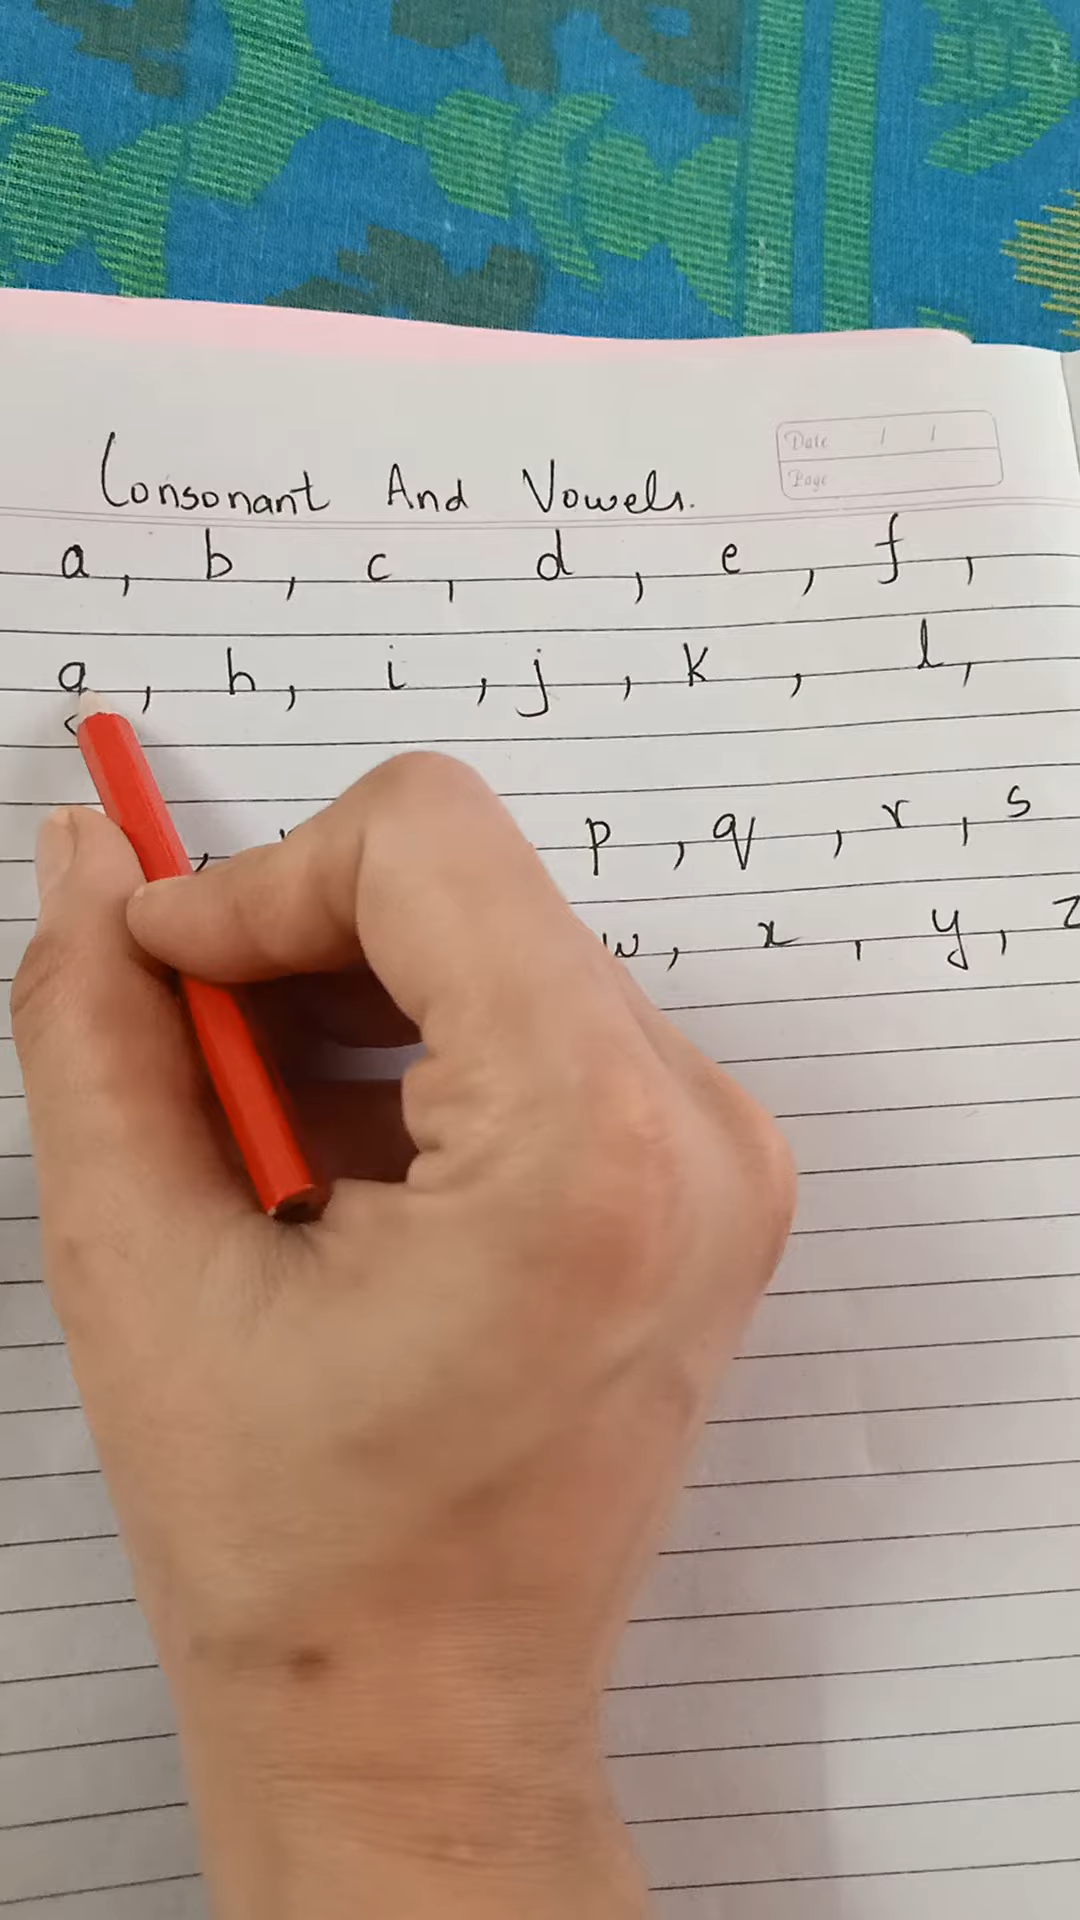 Consonant And Vowels.
Date / /
Page
a, b, c, d, e, f,
g, h, i, j, k, l,
, p, q, r, s
w, x, y, z